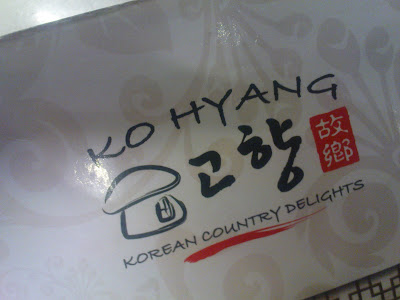 KO HYANG
고향 故鄉
KOREAN COUNTRY DELIGHTS